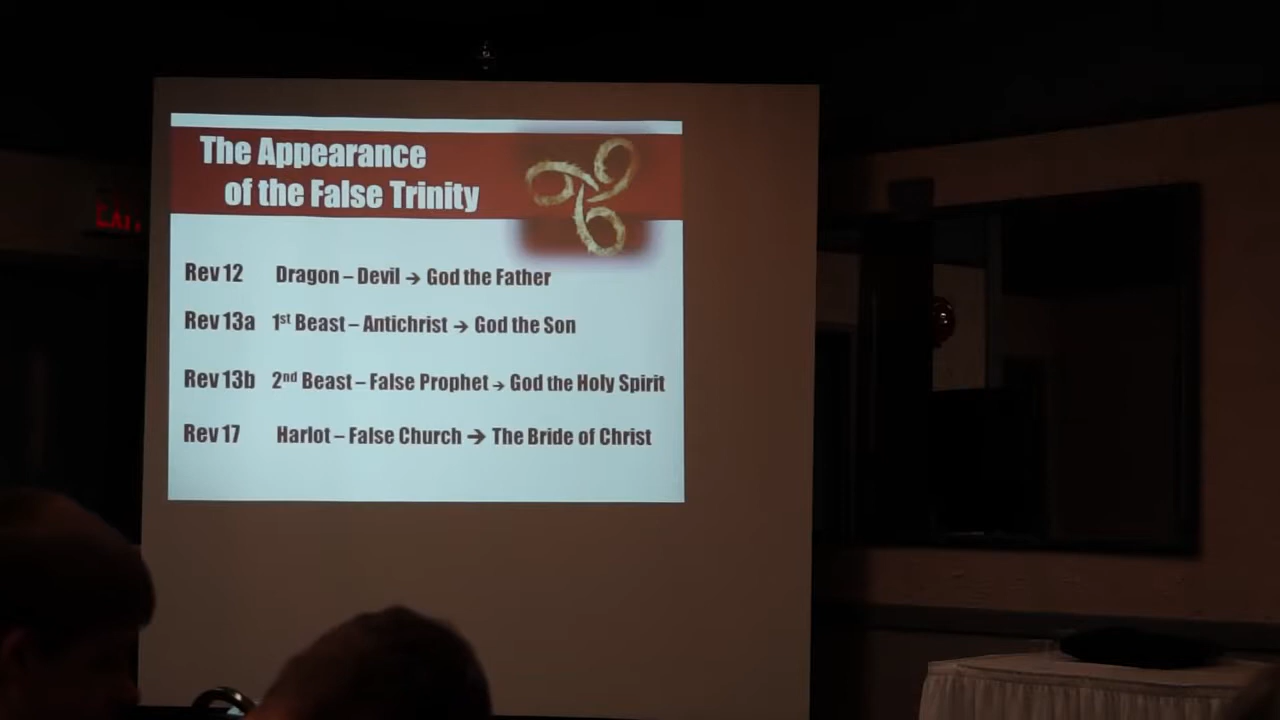 EXIT
The Appearance
of the False Trinity
Rev 12 Dragon – Devil → God the Father
Rev 13a 1st Beast – Antichrist → God the Son
Rev 13b 2nd Beast – False Prophet → God the Holy Spirit
Rev 17 Harlot – False Church → The Bride of Christ